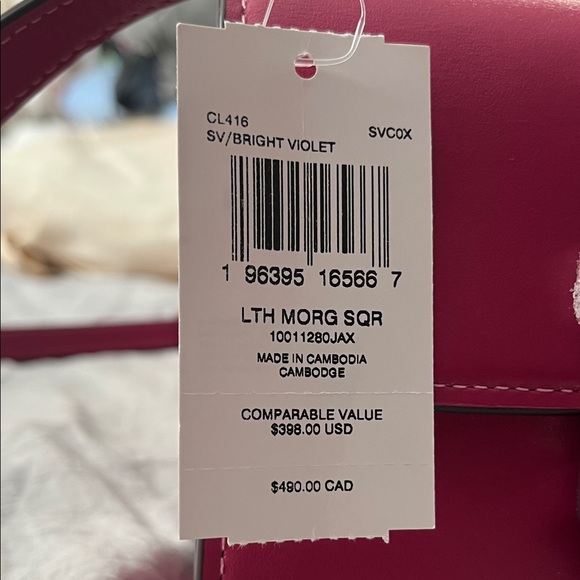 CL416
SV/BRIGHT VIOLET SVC0X
1 96395 16566 7
LTH MORG SQR
10011280JAX
MADE IN CAMBODIA
CAMBODGE
COMPARABLE VALUE
$398.00 USD
$490.00 CAD